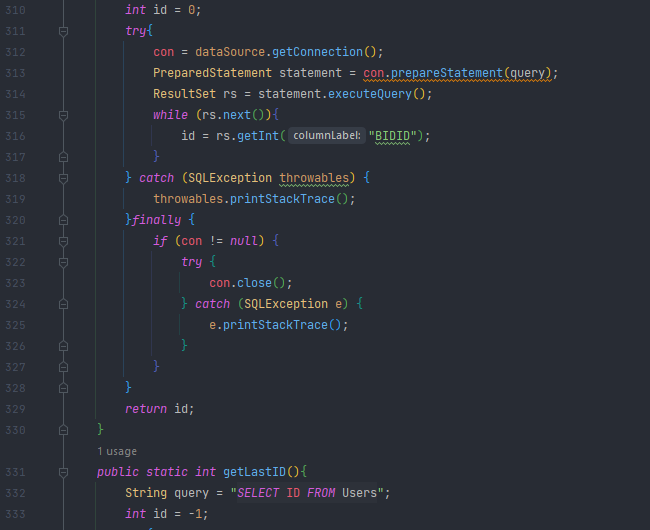 310 int id = 0;
311 try{
312 con = dataSource.getConnection();
313 PreparedStatement statement = con.prepareStatement(query);
314 ResultSet rs = statement.executeQuery();
315 while (rs.next()){
316 id = rs.getInt( columnLabel: "BIDID");
317 }
318 } catch (SQLException throwables) {
319 throwables.printStackTrace();
320 }finally {
321 if (con != null) {
322 try {
323 con.close();
324 } catch (SQLException e) {
325 e.printStackTrace();
326 }
327 }
328 }
329 return id;
330 }
1 usage
331 public static int getLastID(){
332 String query = "SELECT ID FROM Users";
333 int id = -1;